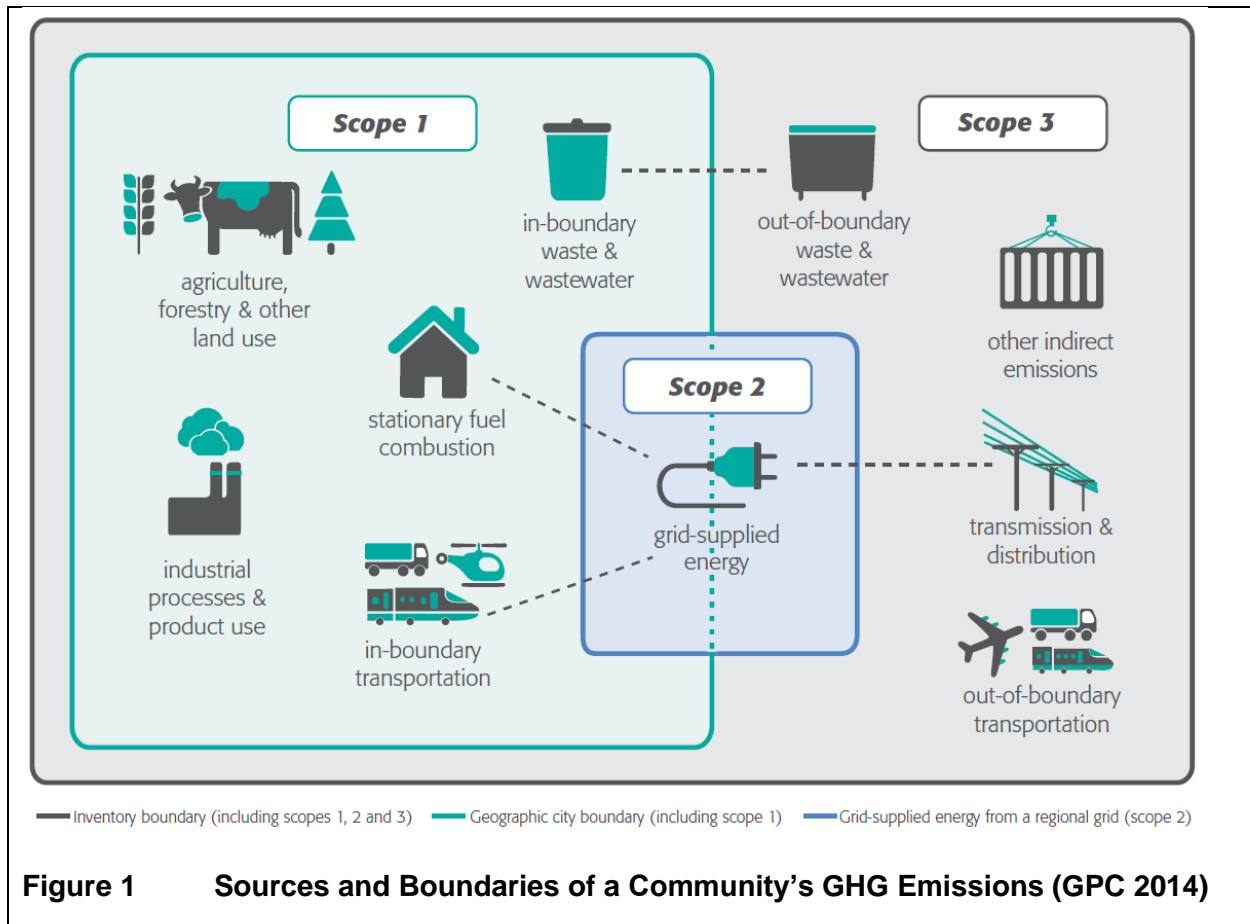 Scope 1
Scope 3
in-boundary
waste &
wastewater
out-of-boundary
waste &
wastewater
agriculture,
forestry & other
land use
other indirect
emissions
stationary fuel
combustion
Scope 2
grid-supplied
energy
transmission &
distribution
industrial
processes &
product use
in-boundary
transportation
out-of-boundary
transportation
Inventory boundary (including scopes 1, 2 and 3) Geographic city boundary (including scope 1) Grid-supplied energy from a regional grid (scope 2)
Figure 1 Sources and Boundaries of a Community’s GHG Emissions (GPC 2014)